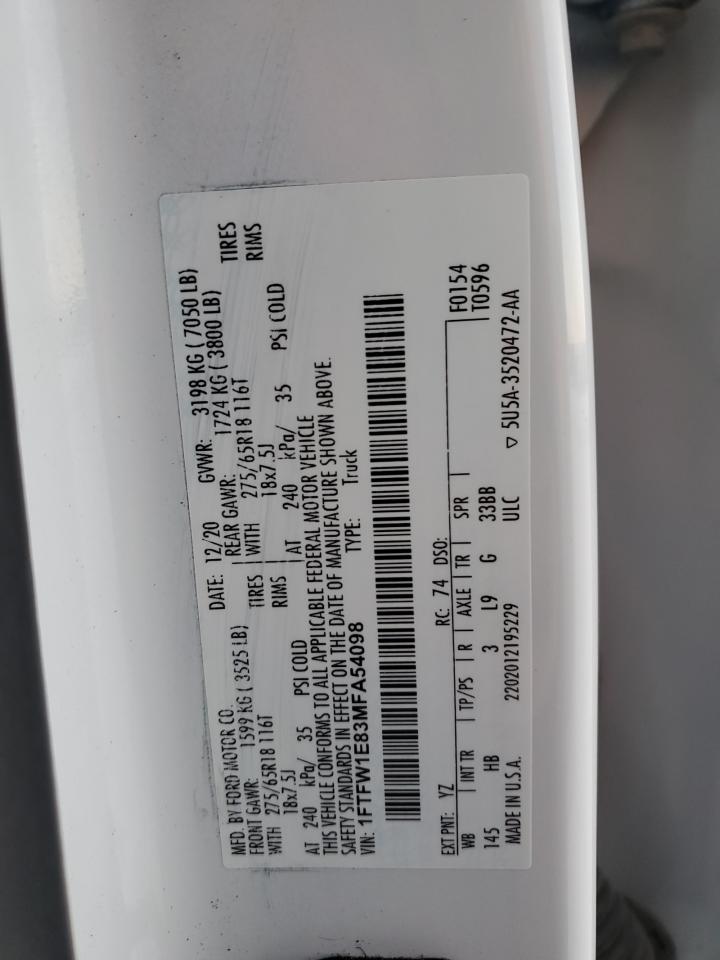 MFD. BY FORD MOTOR CO.
DATE: 12/20 GVWR: 3198 KG ( 7050 LB)
FRONT GAWR: 1599 KG ( 3525 LB) REAR GAWR: 1724 KG ( 3800 LB)
WITH 275/65R18 116T TIRES WITH 275/65R18 116T TIRES
18x7.5J RIMS 18x7.5J RIMS
AT 240 kPa/ 35 PSI COLD AT 240 kPa/ 35 PSI COLD
THIS VEHICLE CONFORMS TO ALL APPLICABLE FEDERAL MOTOR VEHICLE
SAFETY STANDARDS IN EFFECT ON THE DATE OF MANUFACTURE SHOWN ABOVE.
VIN: 1FTFW1E83MFA54098 TYPE: Truck
EXT PNT: YZ RC: 74 DSO: F0154
WB INT TR TP/PS R AXLE TR SPR T0596
145 HB 3 L9 G 33BB
MADE IN U.S.A. 2202012195229 ULC ▽ 5U5A-3520472-AA